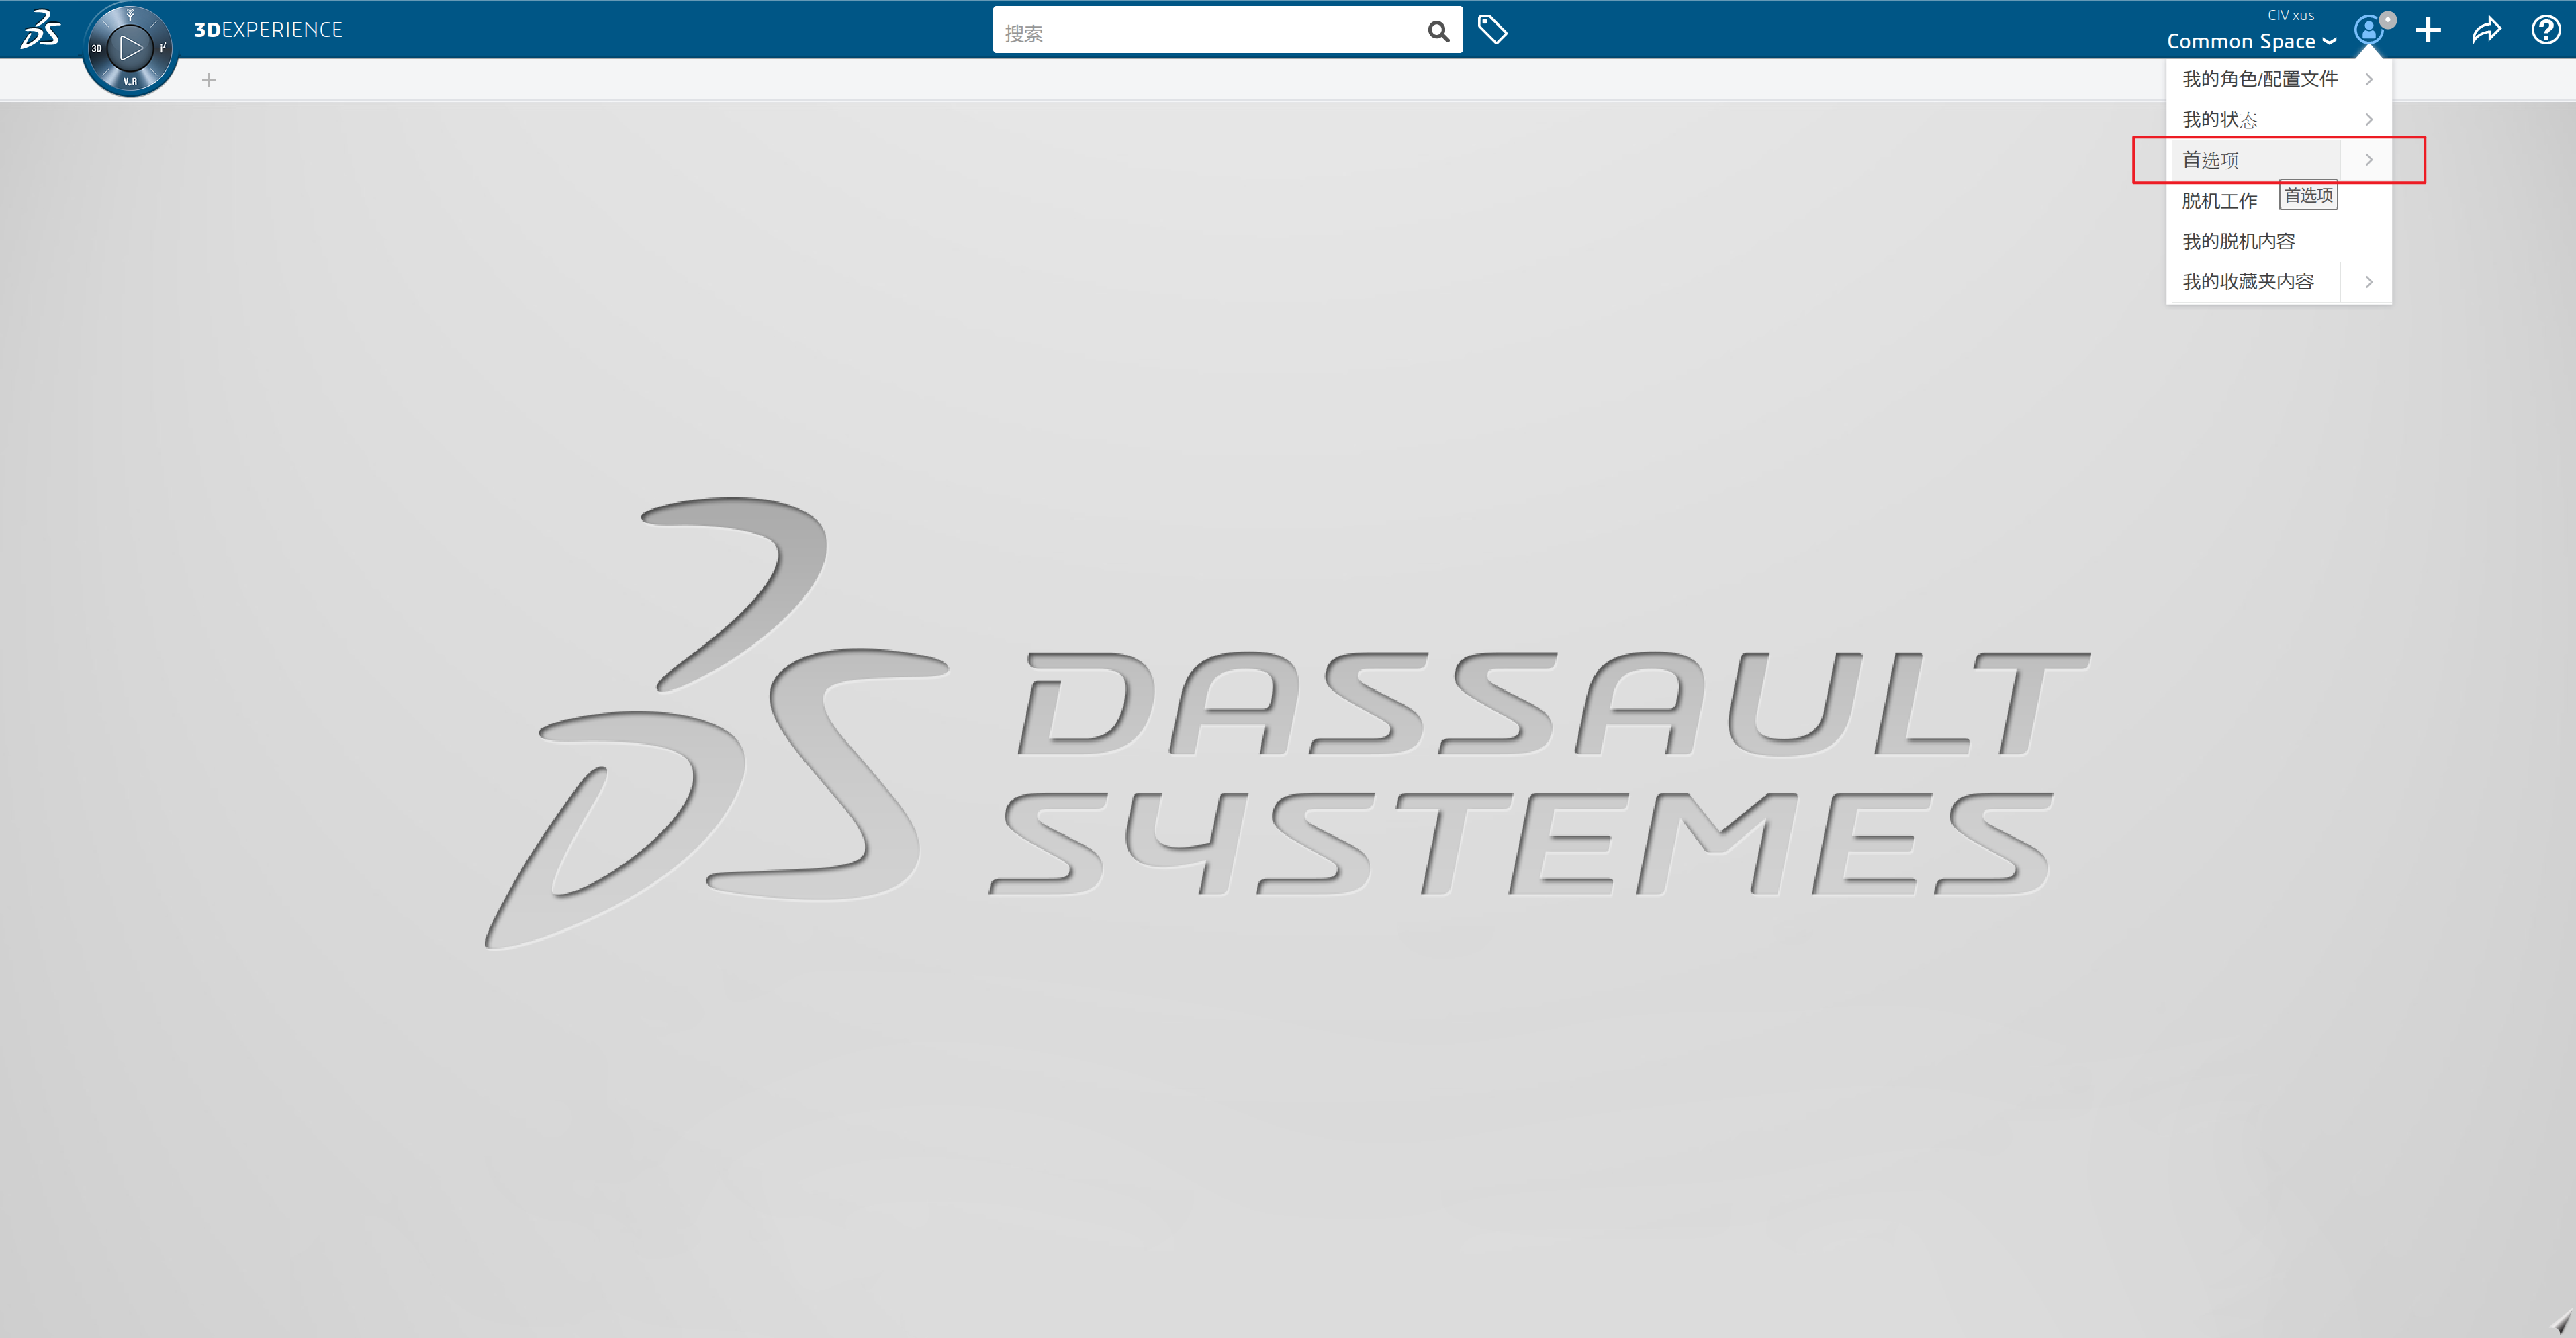 3DEXPERIENCE
3D
i²
V.R
搜索
CIV xus
Common Space
我的角色/配置文件
我的状态
首选项
首选项
脱机工作
我的脱机内容
我的收藏夹内容
DASSAULT
SYSTEMES